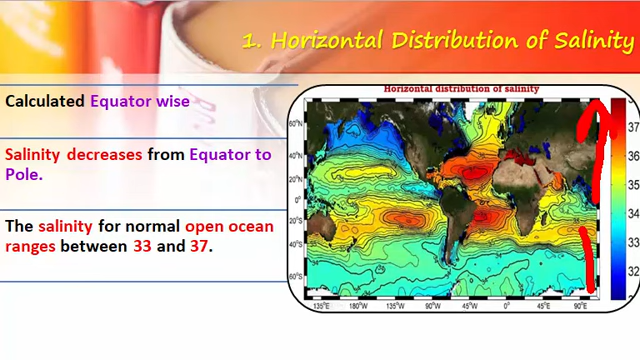 1. Horizontal Distribution of Salinity
Calculated Equator wise
Salinity decreases from Equator to
Pole.
The salinity for normal open ocean
ranges between 33 and 37.
Horizontal distribution of salinity
60°N
40°N
20°N
0°
20°S
40°S
60°S
135°E 180°W 135°W 90°W 45°W 0° 45°E 90°E
37
36
35
34
33
32